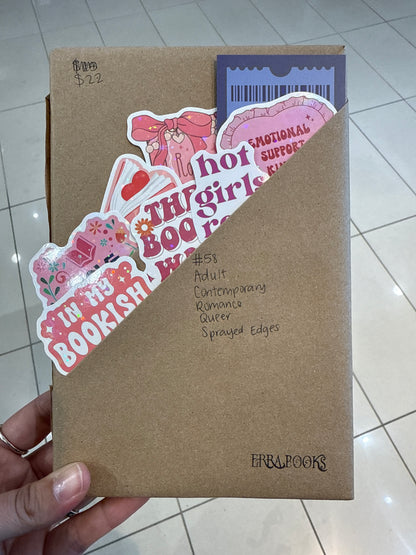 $22
EMOTIONAL
SUPPORT
hot
girls
THE
BOO
IN MY
BOOKISH
#58
Adult
Contemporary
Romance
Queer
Sprayed Edges
ERBA BOOKS